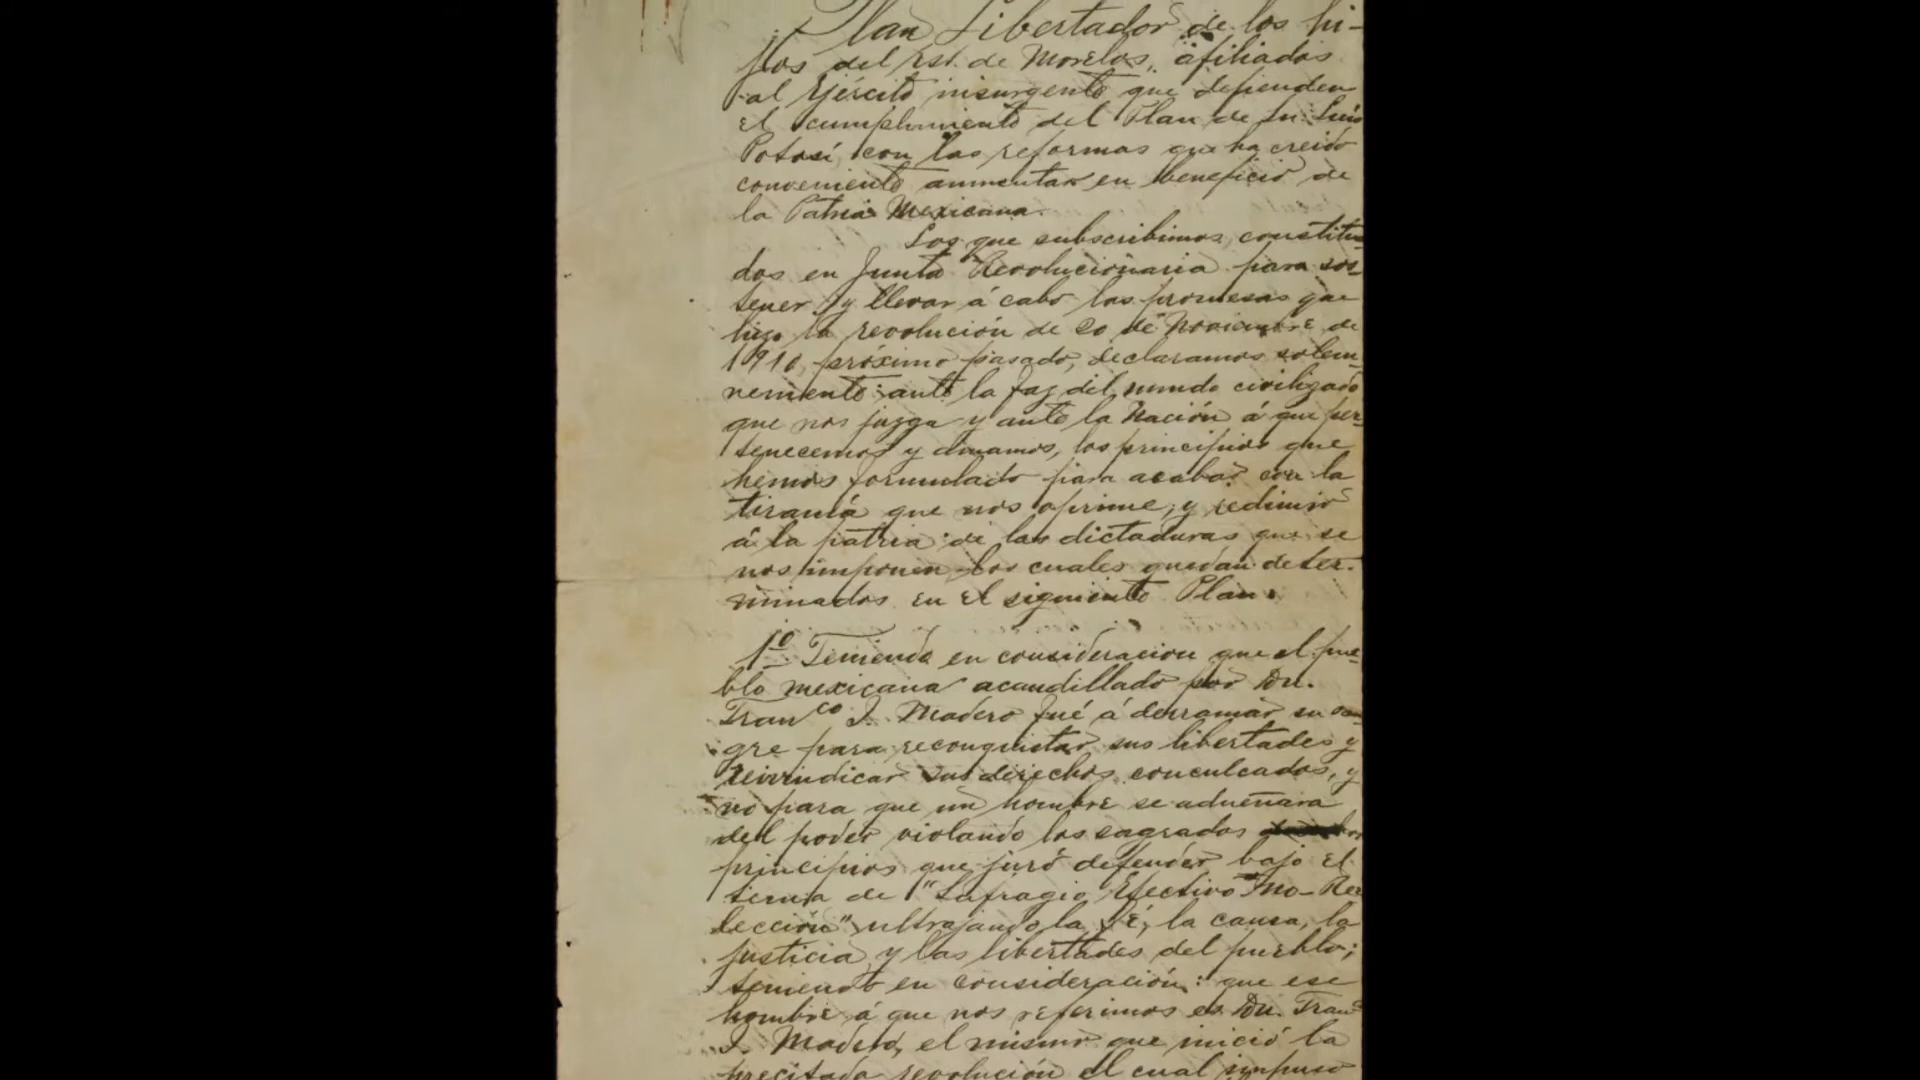 Plan Libertador de los hi-
jos del Est. de Morelos, afiliados
al Ejército insurgente que defienden
el cumplimiento del Plan de Sn. Luis
Potosí con las reformas que ha creido
conveniente aumentar en beneficio de
la Patria Mexicana.
Los que subscribimos, constitui-
dos en Junta Revolucionaria para sos-
tener y llevar á cabo las promesas que
hizo la revolución de 20 de Noviembre de
1910, próximo pasado, declaramos solem-
nemente ante la faz del mundo civilizado
que nos juzga y ante la Nación á que per-
tenecemos y amamos, los principios que
hemos formulado para acabar con la
tiranía que nos oprime, y redimir
á la patria de las dictaduras que se
nos imponen los cuales quedan deter-
minados en el siguiente Plan.
1º Teniendo en consideracion que el pue-
blo mexicano acaudillado por Dn.
Franco I. Madero fué á derramar su san-
gre para reconquistar sus libertades y
reivindicar sus derechos conculcados, y
no para que un hombre se adueñara
del poder violando los sagrados
principios que juró defender bajo el
tema de "Sufragio Efectivo No-Ree
lección" ultrajando la fé, la causa, la
justicia y las libertades del pueblo;
teniendo en consideración: que ese
hombre á que nos referimos es Dn. Franco
I. Madero, el mismo que inició la
precitada revolución el cual impuso